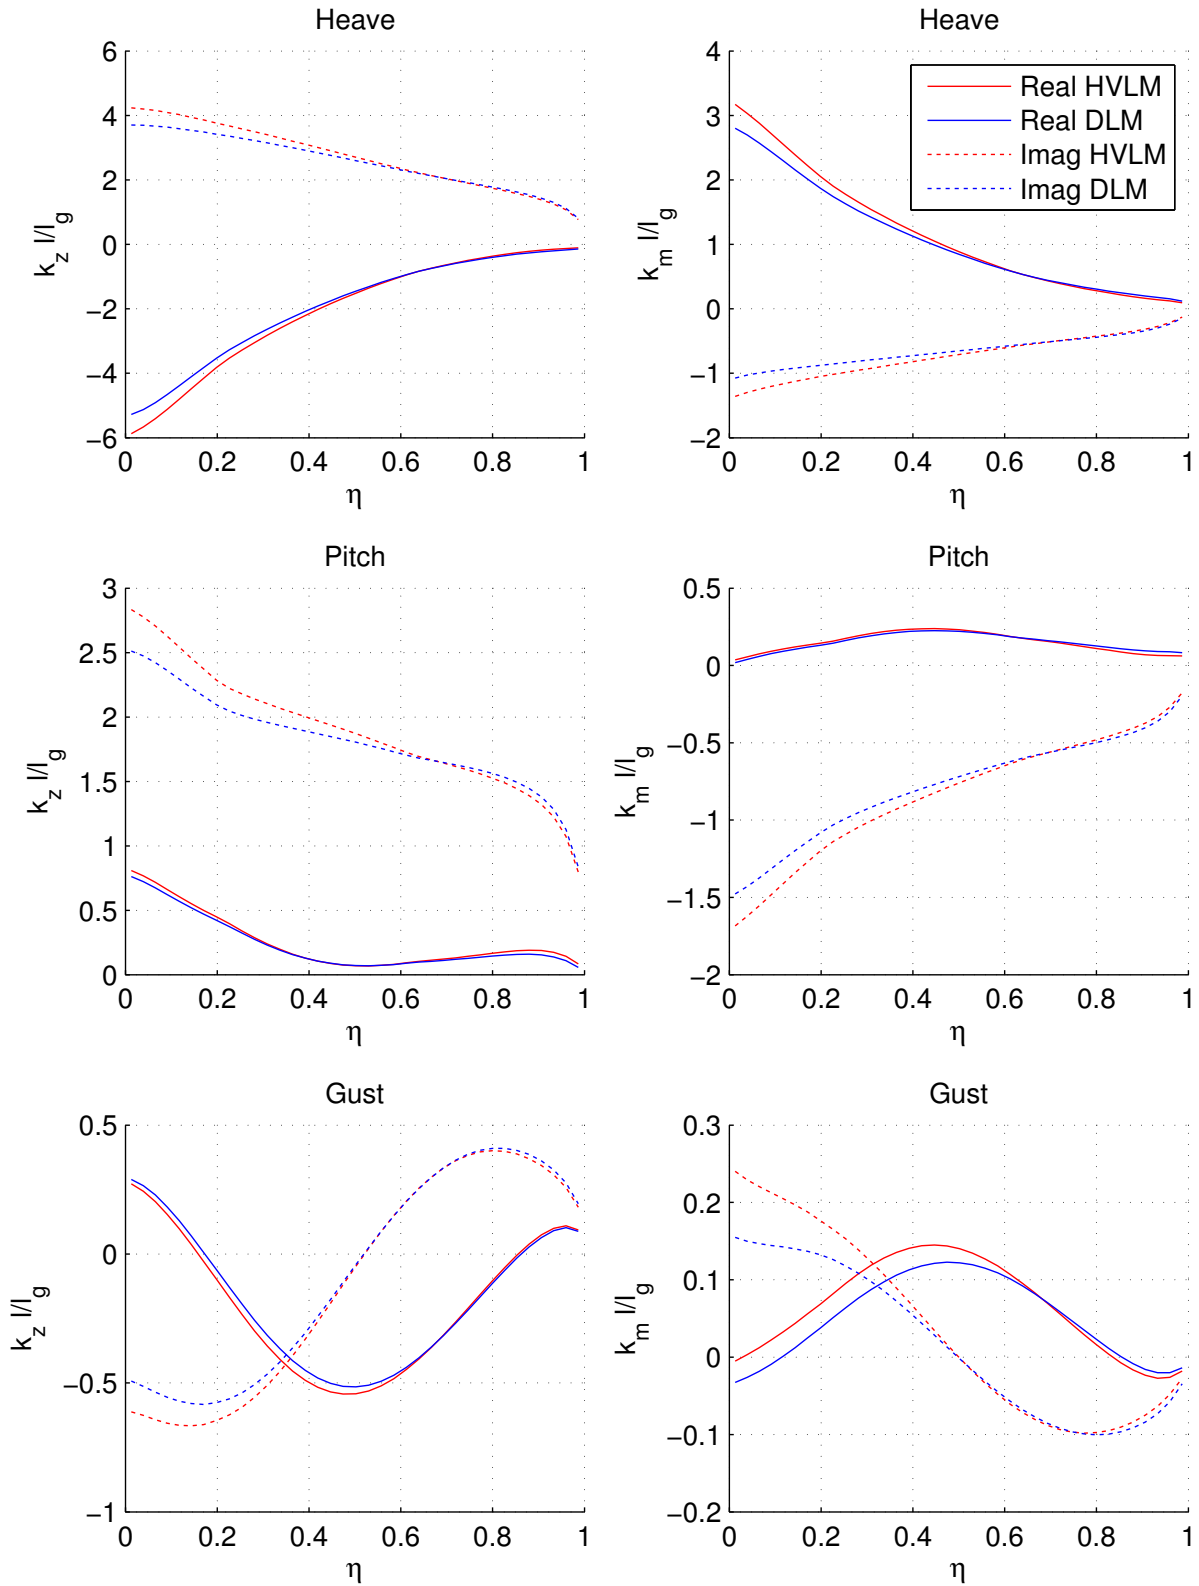 Heave
6
4
2
0
−2
−4
−6
k_z l/l_g
0 0.2 0.4 0.6 0.8 1
η
Heave
4
3
2
1
0
−1
−2
k_m l/l_g
0 0.2 0.4 0.6 0.8 1
η
Real HVLM
Real DLM
Imag HVLM
Imag DLM
Pitch
3
2.5
2
1.5
1
0.5
0
k_z l/l_g
0 0.2 0.4 0.6 0.8 1
η
Pitch
0.5
0
−0.5
−1
−1.5
−2
k_m l/l_g
0 0.2 0.4 0.6 0.8 1
η
Gust
0.5
0
−0.5
−1
k_z l/l_g
0 0.2 0.4 0.6 0.8 1
η
Gust
0.3
0.2
0.1
0
−0.1
−0.2
k_m l/l_g
0 0.2 0.4 0.6 0.8 1
η